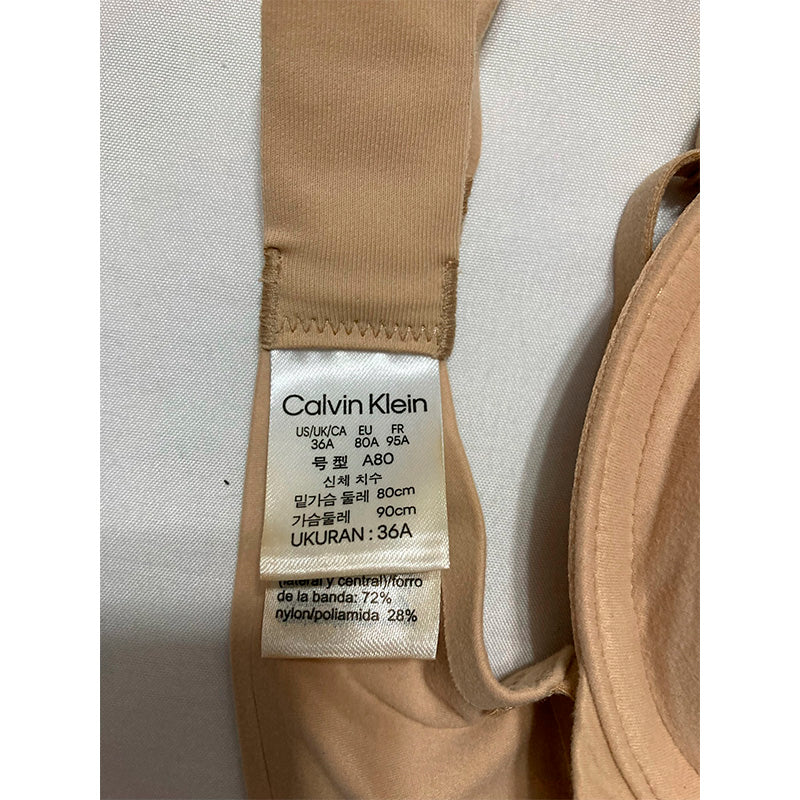 Calvin Klein
US/UK/CA EU FR
36A 80A 95A
号型 A80
신체 치수
밑가슴 둘레 80cm
가슴둘레 90cm
UKURAN : 36A
(lateral y central)/forro
de la banda: 72%
nylon/poliamida 28%